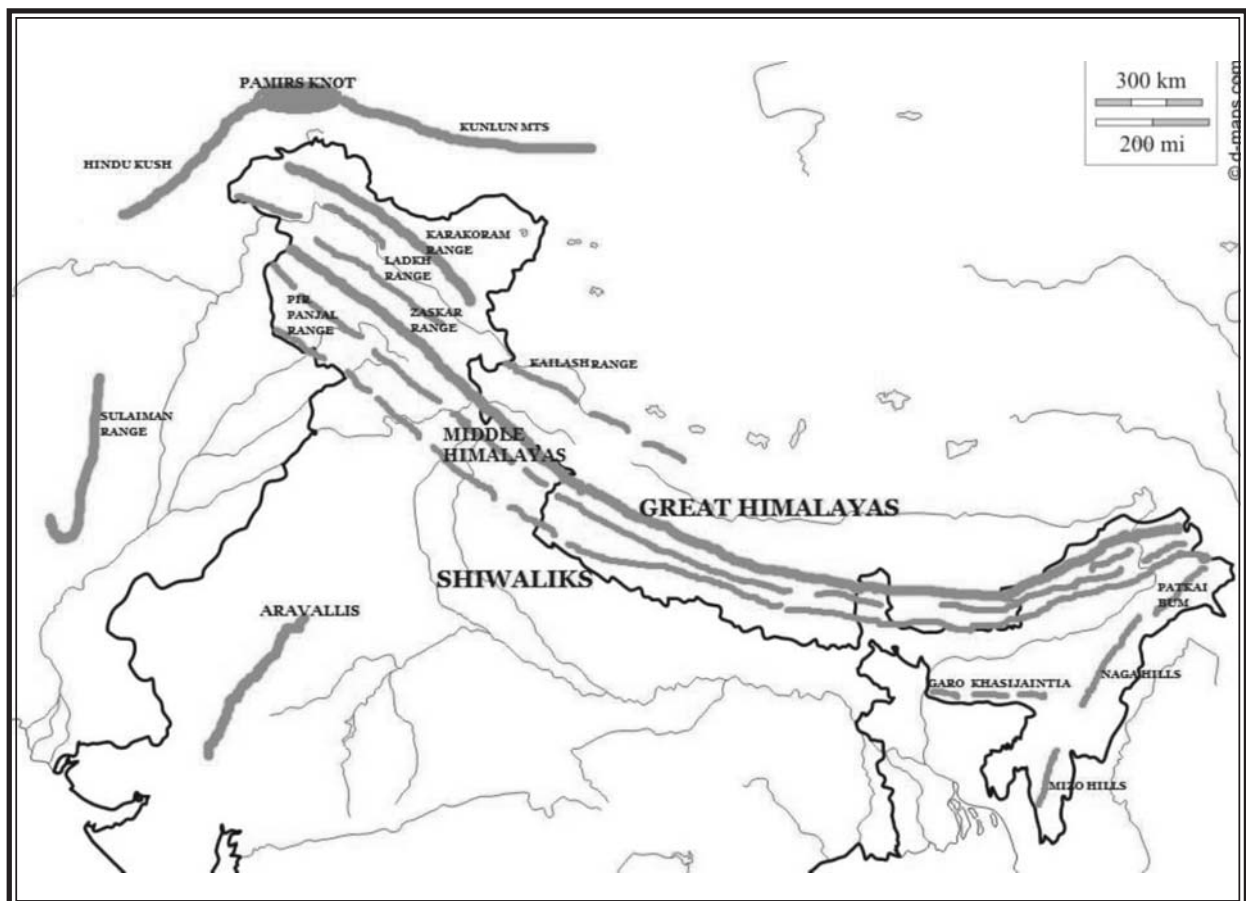 PAMIRS KNOT
300 km
200 mi
© d-maps.com
KUNLUN MTS
HINDU KUSH
KARAKORAM
RANGE
LADKH
RANGE
PIR
PANJAL
RANGE
ZASKAR
RANGE
KAILASH RANGE
SULAIMAN
RANGE
MIDDLE
HIMALAYAS
GREAT HIMALAYAS
SHIWALIKS
PATKAI
BUM
ARAVALLIS
NAGA HILLS
GARO KHASIJAINTIA
MIZO HILLS